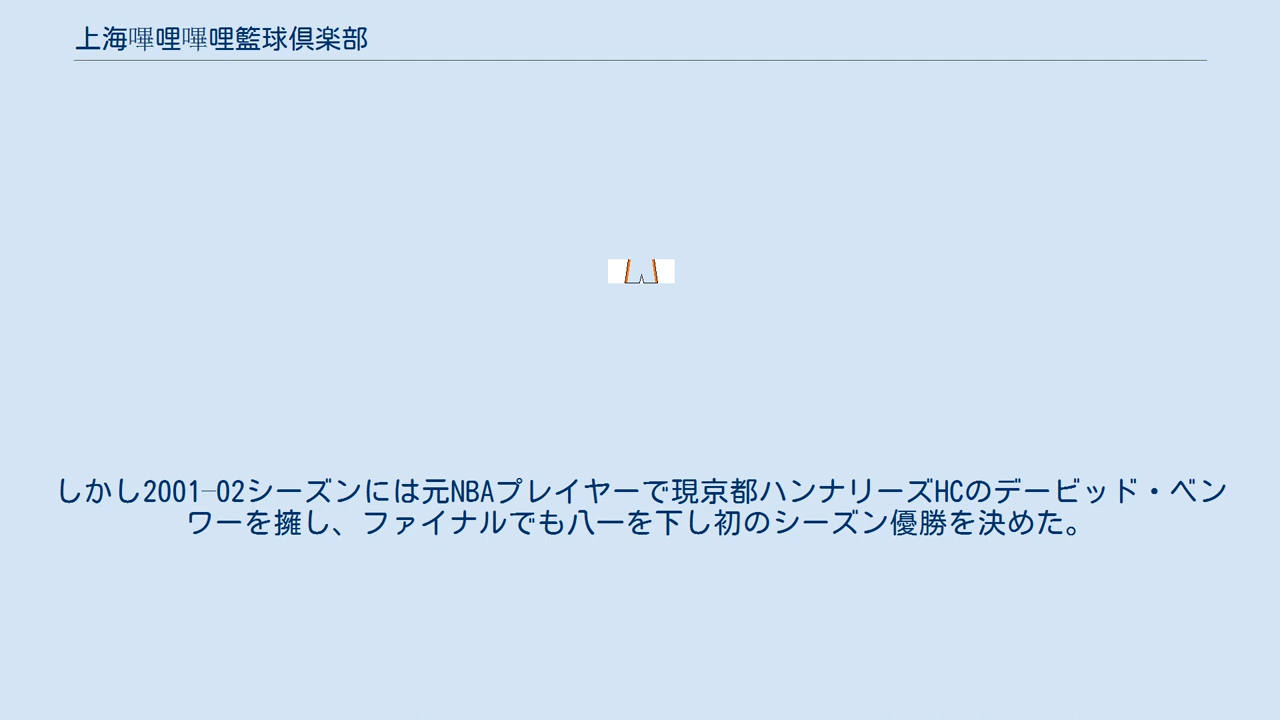 上海嗶哩嗶哩籃球倶楽部
しかし2001–02シーズンには元NBAプレイヤーで現京都ハンナリーズHCのデービッド・ベン
ワーを擁し、ファイナルでも八一を下し初のシーズン優勝を決めた。